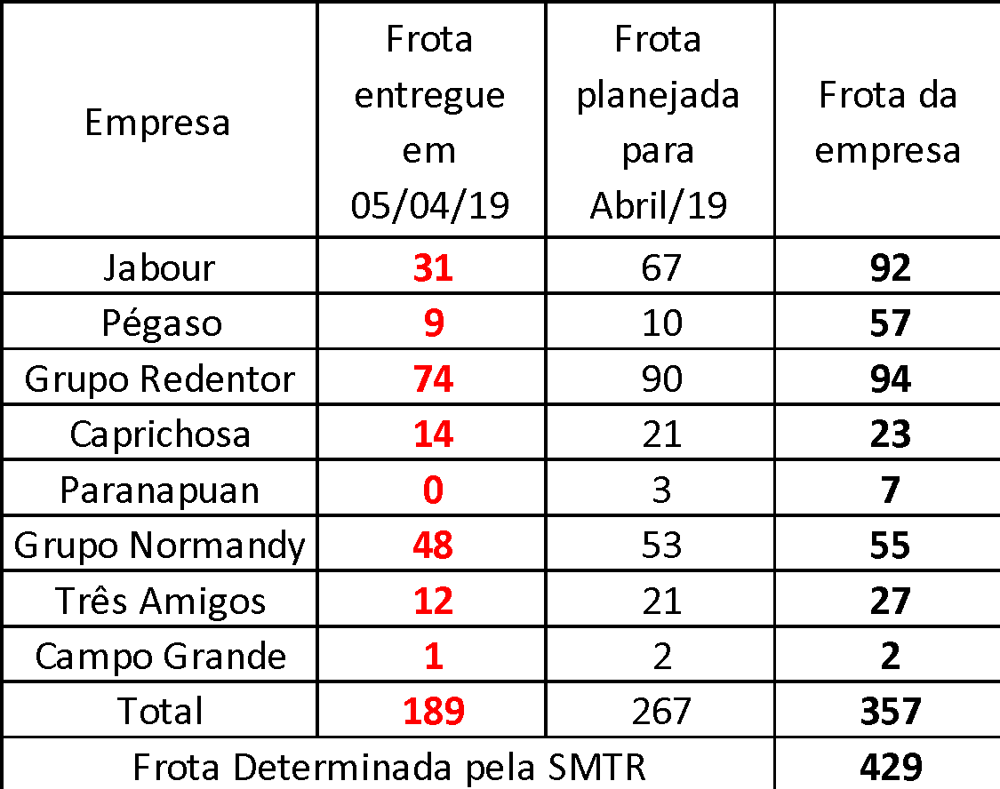 Empresa
Frota
entregue
em
05/04/19
Frota
planejada
para
Abril/19
Frota da
empresa
Jabour 31 67 92
Pégaso 9 10 57
Grupo Redentor 74 90 94
Caprichosa 14 21 23
Paranapuan 0 3 7
Grupo Normandy 48 53 55
Três Amigos 12 21 27
Campo Grande 1 2 2
Total 189 267 357
Frota Determinada pela SMTR 429